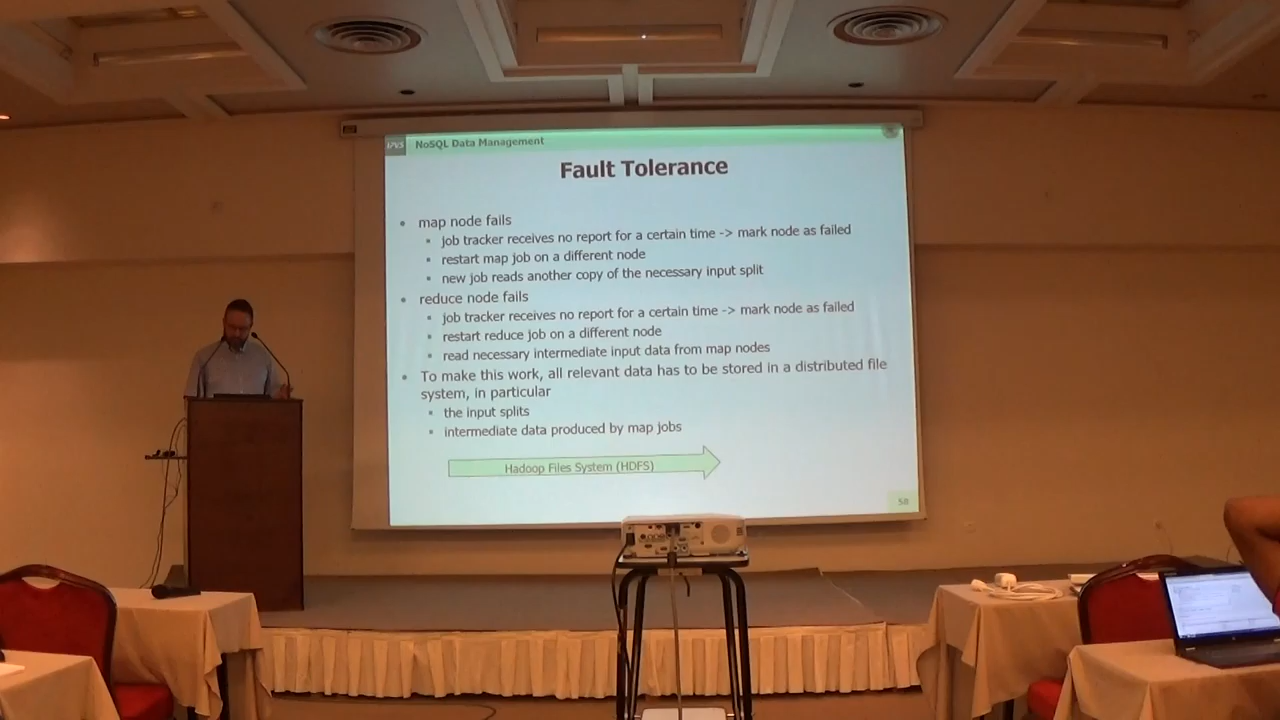 IPVS
NoSQL Data Management
Fault Tolerance
• map node fails
▪ job tracker receives no report for a certain time -> mark node as failed
▪ restart map job on a different node
▪ new job reads another copy of the necessary input split
• reduce node fails
▪ job tracker receives no report for a certain time -> mark node as failed
▪ restart reduce job on a different node
▪ read necessary intermediate input data from map nodes
• To make this work, all relevant data has to be stored in a distributed file
system, in particular
▪ the input splits
▪ intermediate data produced by map jobs
Hadoop Files System (HDFS)
58